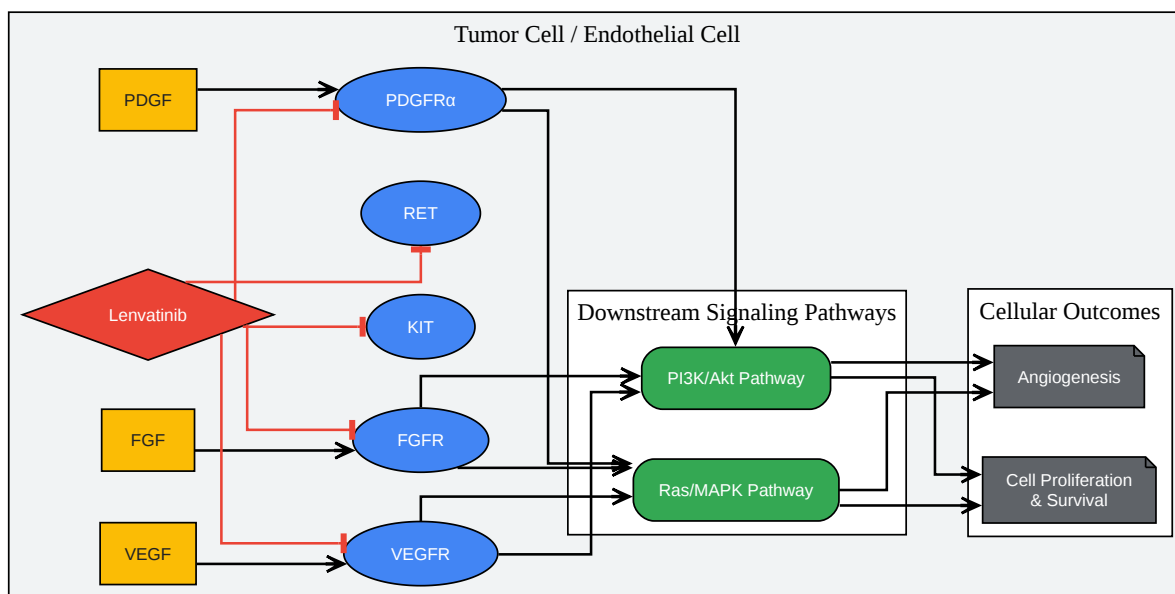 Tumor Cell / Endothelial Cell
PDGF
PDGFRα
RET
Lenvatinib
KIT
Downstream Signaling Pathways
Cellular Outcomes
PI3K/Akt Pathway
Angiogenesis
FGF
FGFR
Ras/MAPK Pathway
Cell Proliferation
& Survival
VEGF
VEGFR